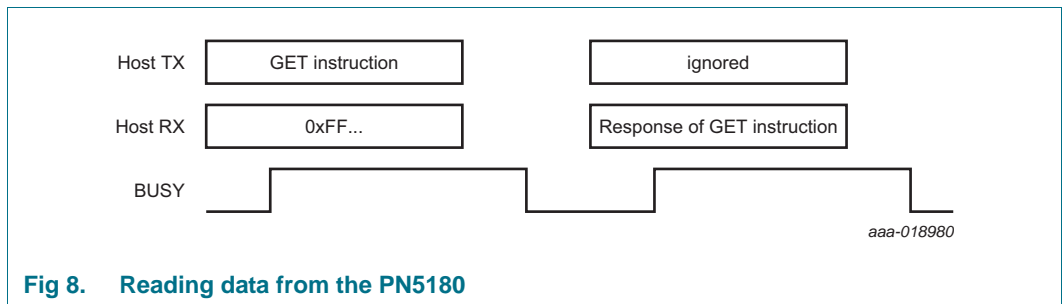 Host TX GET instruction ignored
Host RX 0xFF... Response of GET instruction
BUSY
aaa-018980
Fig 8. Reading data from the PN5180